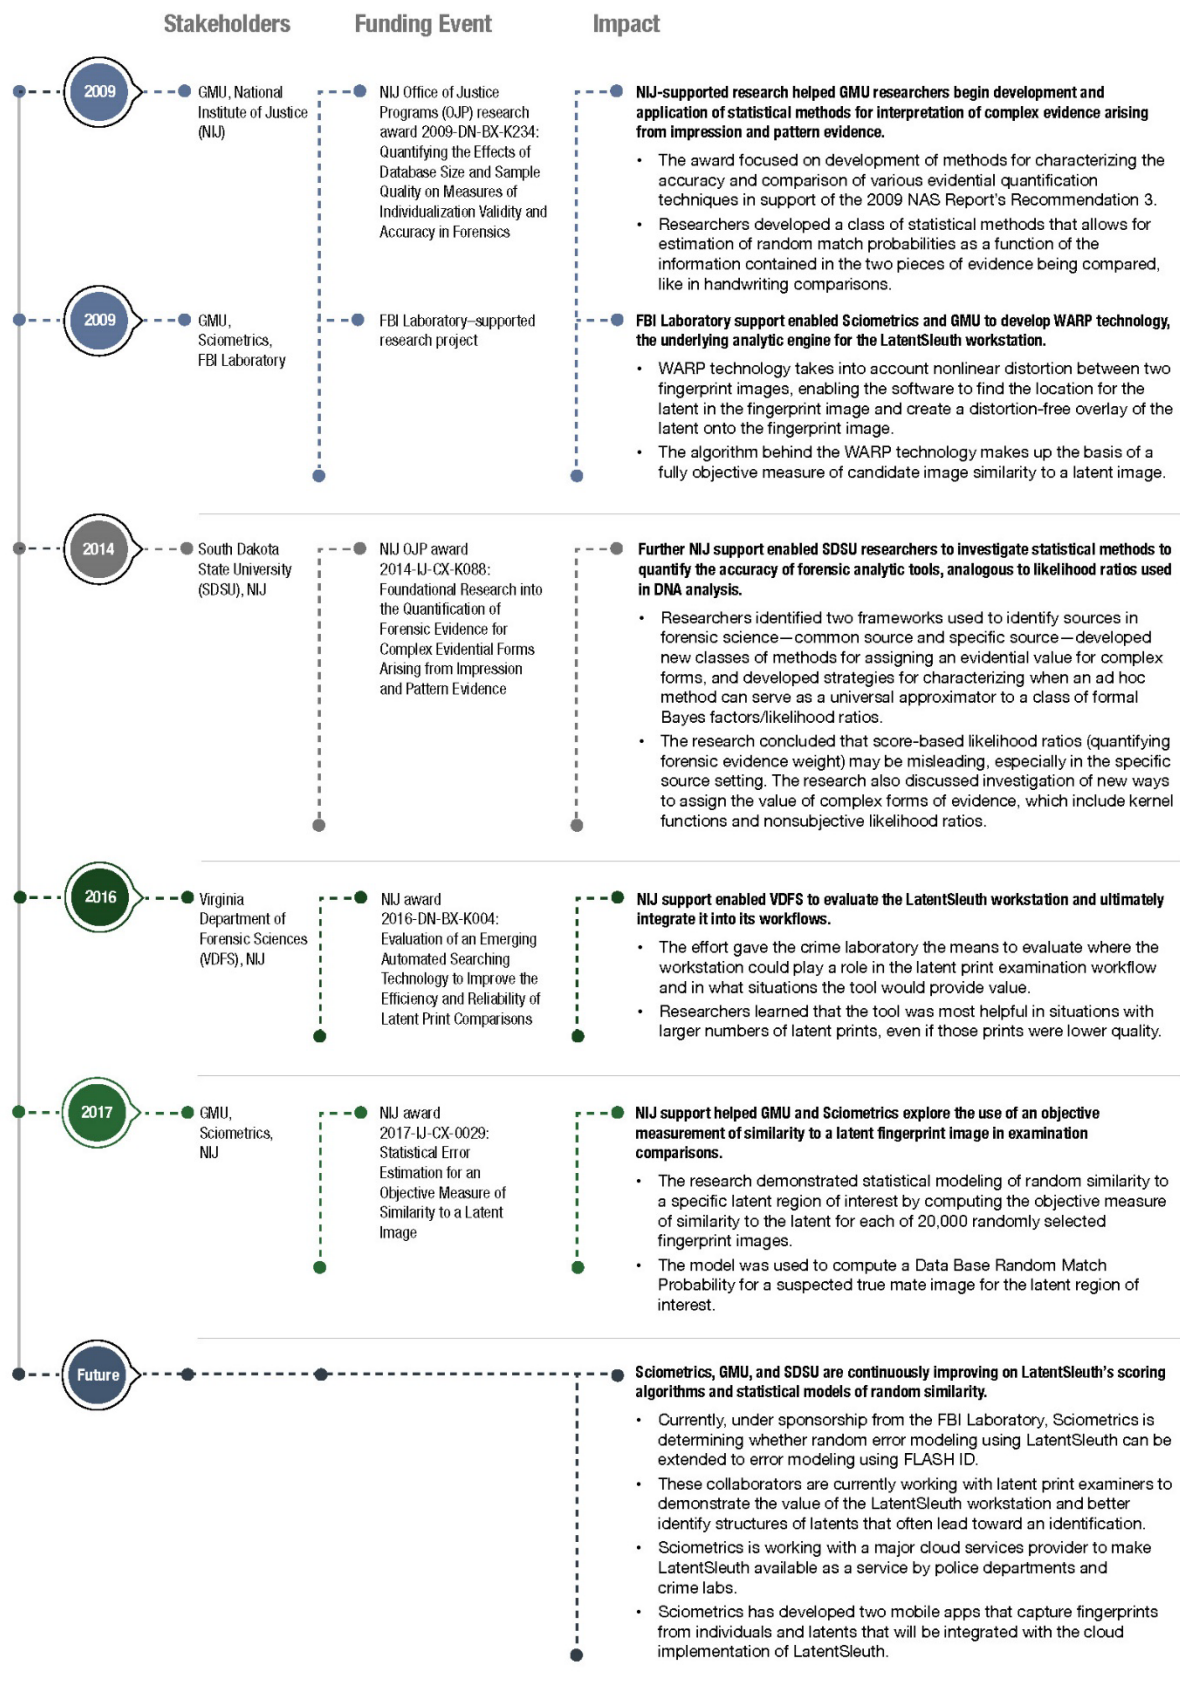 Stakeholders
Funding Event
Impact
2009
GMU, National
Institute of Justice
(NIJ)
NIJ Office of Justice
Programs (OJP) research
award 2009-DN-BX-K234:
Quantifying the Effects of
Database Size and Sample
Quality on Measures of
Individualization Validity and
Accuracy in Forensics
NIJ-supported research helped GMU researchers begin development and
application of statistical methods for interpretation of complex evidence arising
from impression and pattern evidence.
• The award focused on development of methods for characterizing the
accuracy and comparison of various evidential quantification
techniques in support of the 2009 NAS Report's Recommendation 3.
• Researchers developed a class of statistical methods that allows for
estimation of random match probabilities as a function of the
information contained in the two pieces of evidence being compared,
like in handwriting comparisons.
2009
GMU,
Sciometrics,
FBI Laboratory
FBI Laboratory–supported
research project
FBI Laboratory support enabled Sciometrics and GMU to develop WARP technology,
the underlying analytic engine for the LatentSleuth workstation.
• WARP technology takes into account nonlinear distortion between two
fingerprint images, enabling the software to find the location for the
latent in the fingerprint image and create a distortion-free overlay of the
latent onto the fingerprint image.
• The algorithm behind the WARP technology makes up the basis of a
fully objective measure of candidate image similarity to a latent image.
2014
South Dakota
State University
(SDSU), NIJ
NIJ OJP award
2014-IJ-CX-K088:
Foundational Research into
the Quantification of
Forensic Evidence for
Complex Evidential Forms
Arising from Impression
and Pattern Evidence
Further NIJ support enabled SDSU researchers to investigate statistical methods to
quantify the accuracy of forensic analytic tools, analogous to likelihood ratios used
in DNA analysis.
• Researchers identified two frameworks used to identify sources in
forensic science—common source and specific source—developed
new classes of methods for assigning an evidential value for complex
forms, and developed strategies for characterizing when an ad hoc
method can serve as a universal approximator to a class of formal
Bayes factors/likelihood ratios.
• The research concluded that score-based likelihood ratios (quantifying
forensic evidence weight) may be misleading, especially in the specific
source setting. The research also discussed investigation of new ways
to assign the value of complex forms of evidence, which include kernel
functions and nonsubjective likelihood ratios.
2016
Virginia
Department of
Forensic Sciences
(VDFS), NIJ
NIJ award
2016-DN-BX-K004:
Evaluation of an Emerging
Automated Searching
Technology to Improve the
Efficiency and Reliability of
Latent Print Comparisons
NIJ support enabled VDFS to evaluate the LatentSleuth workstation and ultimately
integrate it into its workflows.
• The effort gave the crime laboratory the means to evaluate where the
workstation could play a role in the latent print examination workflow
and in what situations the tool would provide value.
• Researchers learned that the tool was most helpful in situations with
larger numbers of latent prints, even if those prints were lower quality.
2017
GMU,
Sciometrics,
NIJ
NIJ award
2017-IJ-CX-0029:
Statistical Error
Estimation for an
Objective Measure of
Similarity to a Latent
Image
NIJ support helped GMU and Sciometrics explore the use of an objective
measurement of similarity to a latent fingerprint image in examination
comparisons.
• The research demonstrated statistical modeling of random similarity to
a specific latent region of interest by computing the objective measure
of similarity to the latent for each of 20,000 randomly selected
fingerprint images.
• The model was used to compute a Data Base Random Match
Probability for a suspected true mate image for the latent region of
interest.
Future
Sciometrics, GMU, and SDSU are continuously improving on LatentSleuth's scoring
algorithms and statistical models of random similarity.
• Currently, under sponsorship from the FBI Laboratory, Sciometrics is
determining whether random error modeling using LatentSleuth can be
extended to error modeling using FLASH ID.
• These collaborators are currently working with latent print examiners to
demonstrate the value of the LatentSleuth workstation and better
identify structures of latents that often lead toward an identification.
• Sciometrics is working with a major cloud services provider to make
LatentSleuth available as a service by police departments and
crime labs.
• Sciometrics has developed two mobile apps that capture fingerprints
from individuals and latents that will be integrated with the cloud
implementation of LatentSleuth.